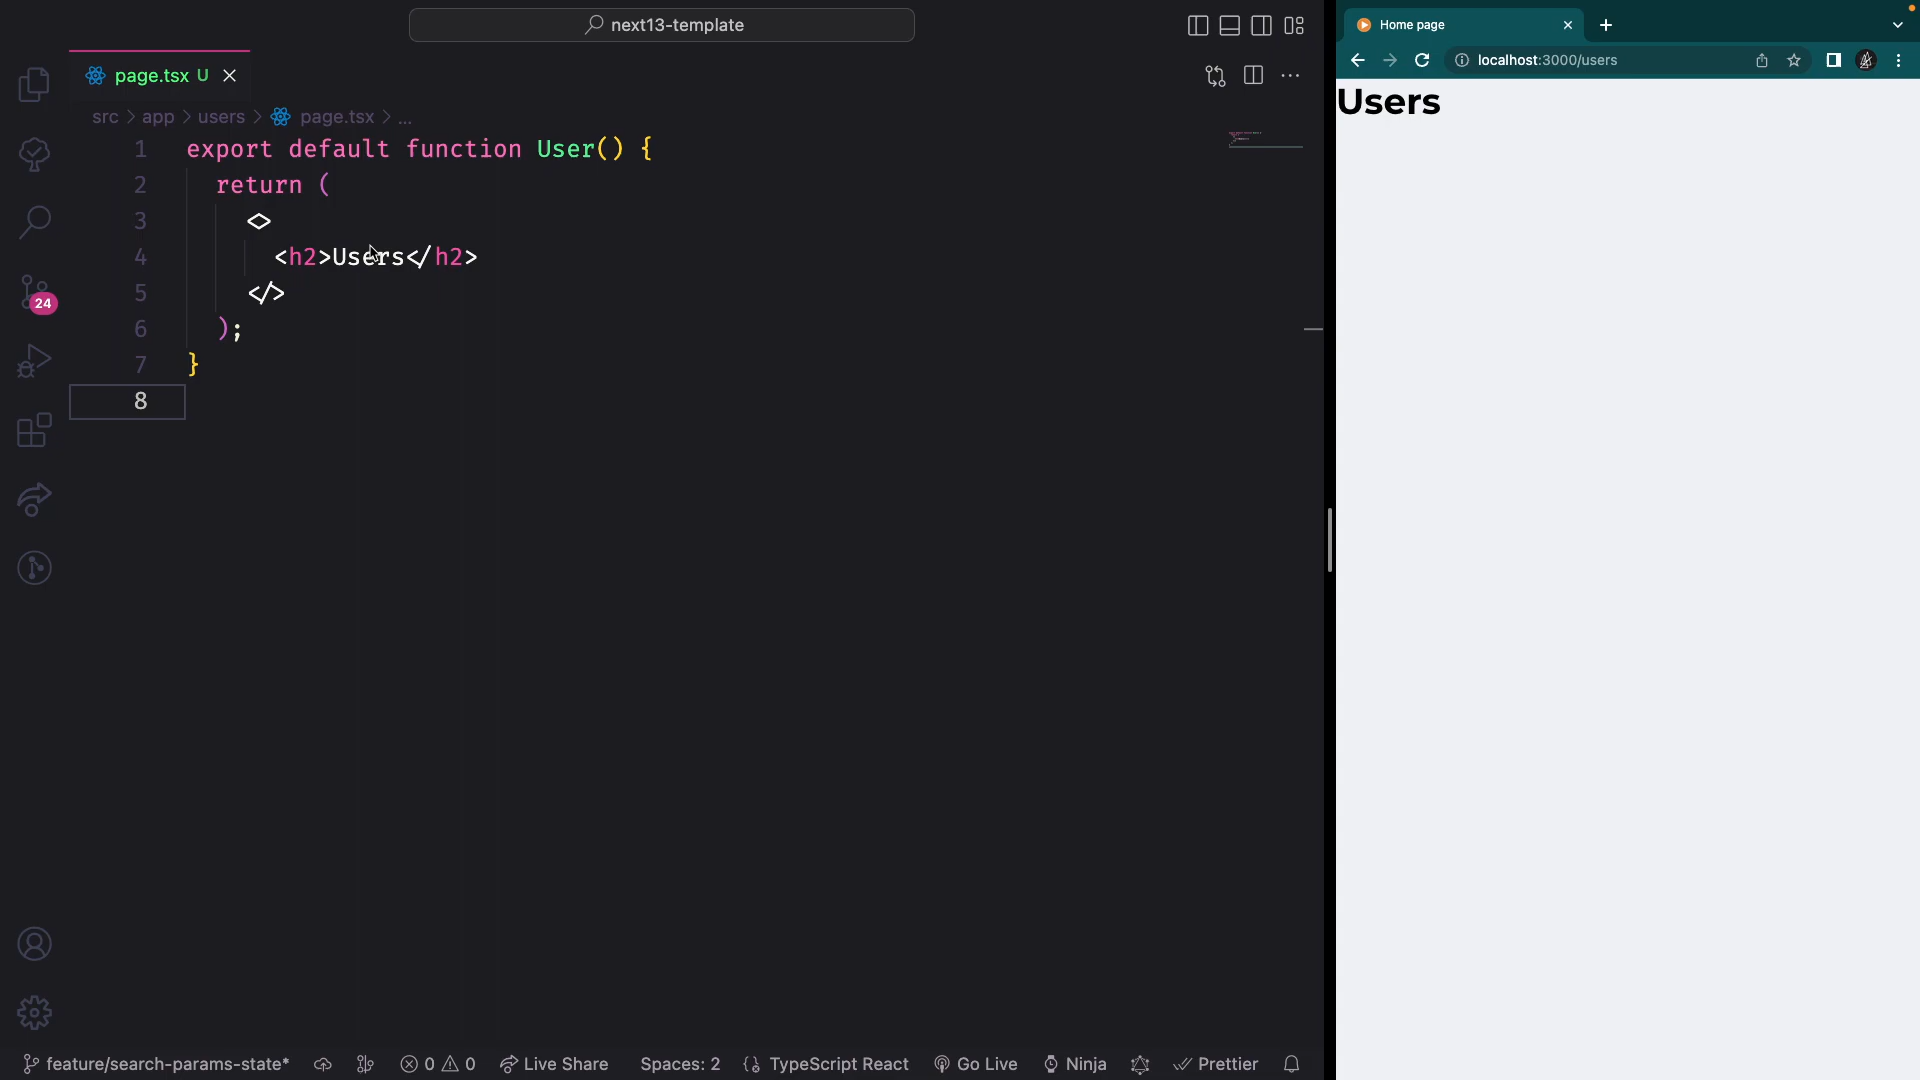 next13-template
page.tsx U
src > app > users > page.tsx > ...
1 export default function User() {
2 return (
3 <>
4 <h2>Users</h2>
5 </>
6 );
7 }
8
24
feature/search-params-state*
0 0
Live Share
Spaces: 2
{} TypeScript React
Go Live
Ninja
Prettier
Home page
localhost:3000/users
Users